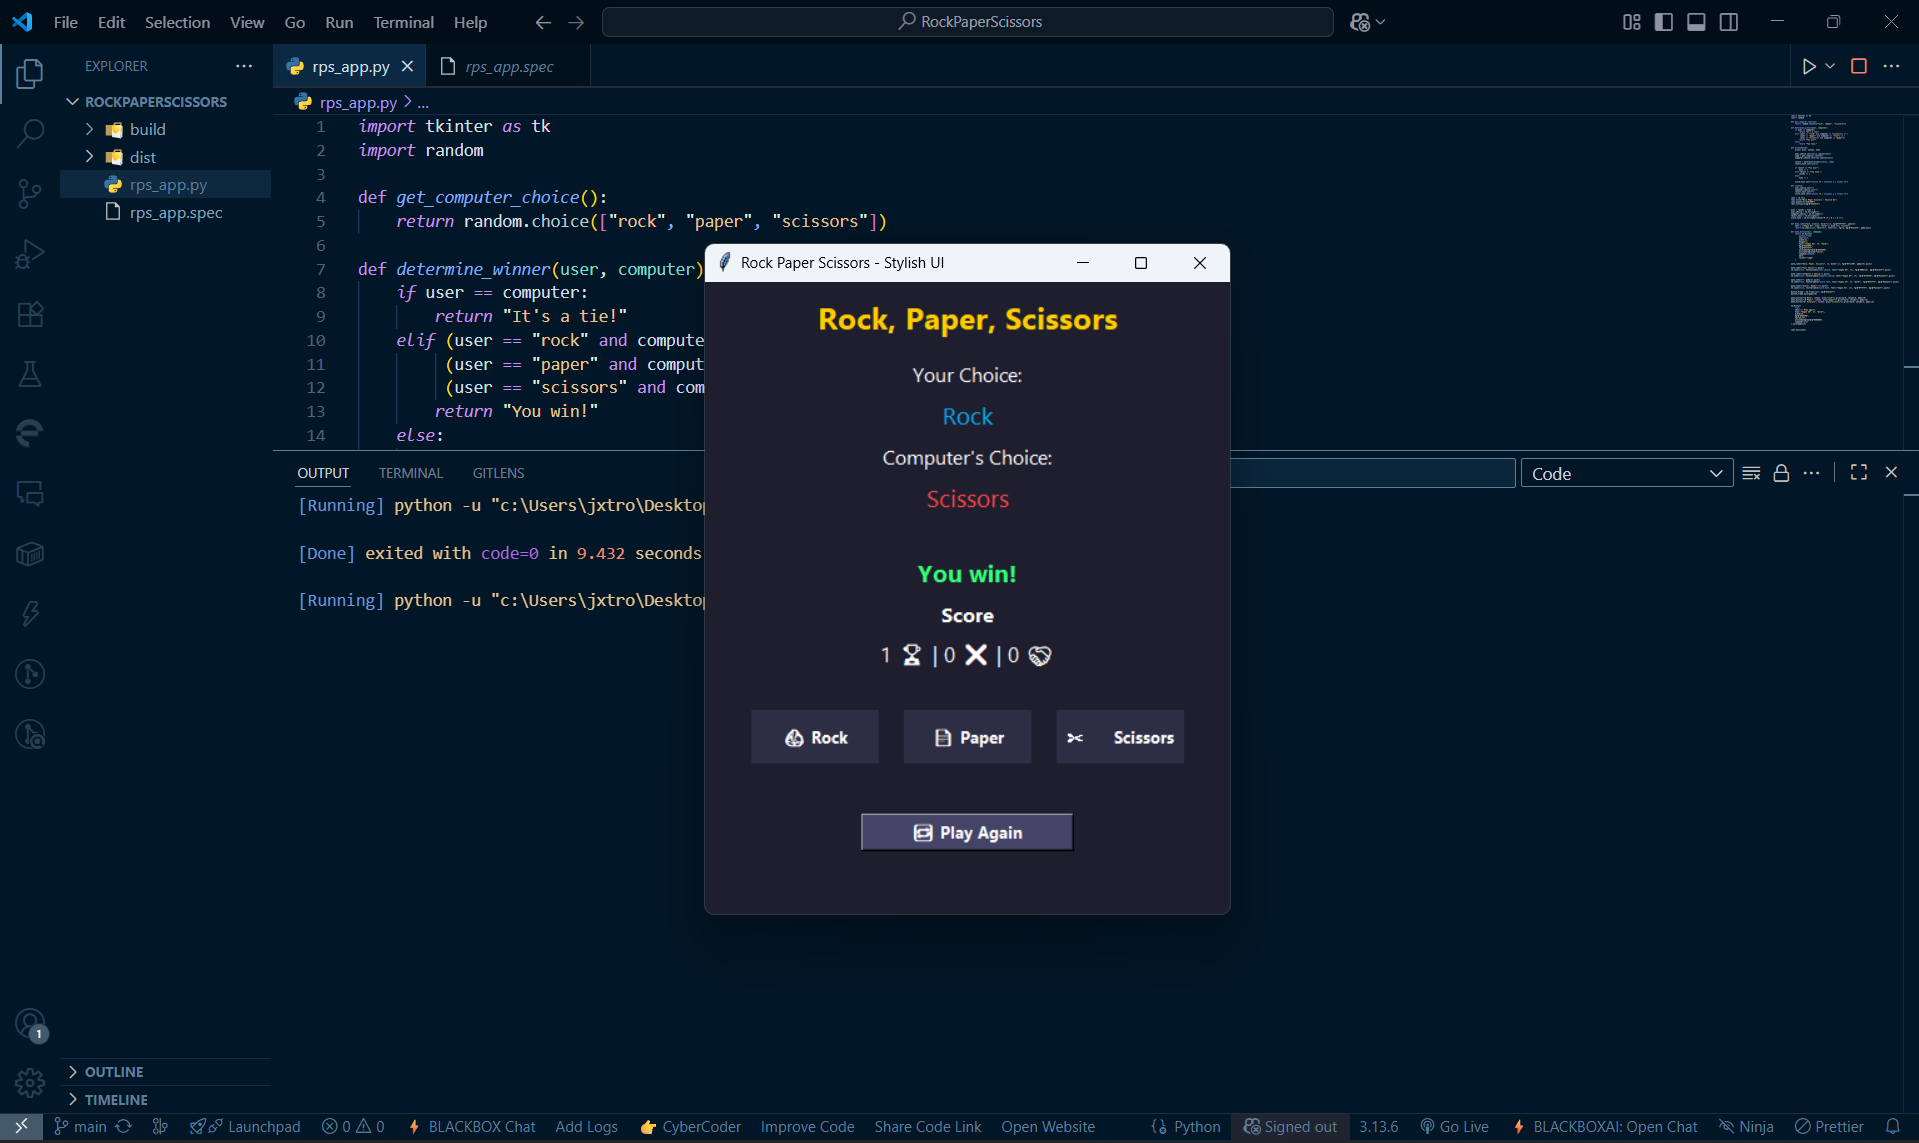 File Edit Selection View Go Run Terminal Help
RockPaperScissors
EXPLORER
ROCKPAPERSCISSORS
build
dist
rps_app.py
rps_app.spec
OUTLINE
TIMELINE
rps_app.py
rps_app.spec
rps_app.py > ...
1 import tkinter as tk
2 import random
3
4 def get_computer_choice():
5 return random.choice(["rock", "paper", "scissors"])
6
7 def determine_winner(user, computer)
8 if user == computer:
9 return "It's a tie!"
10 elif (user == "rock" and compute
11 (user == "paper" and comput
12 (user == "scissors" and com
13 return "You win!"
14 else:
OUTPUT TERMINAL GITLENS
Code
[Running] python -u "c:\Users\jxtro\Deskto
[Done] exited with code=0 in 9.432 seconds
[Running] python -u "c:\Users\jxtro\Deskto
Rock Paper Scissors - Stylish UI
Rock, Paper, Scissors
Your Choice:
Rock
Computer's Choice:
Scissors
You win!
Score
1 🏆 | 0 ❌ | 0 🤝
Rock Paper Scissors
Play Again
1
main Launchpad 0 0 BLACKBOX Chat Add Logs CyberCoder Improve Code Share Code Link Open Website Python Signed out 3.13.6 Go Live BLACKBOXAI: Open Chat Ninja Prettier